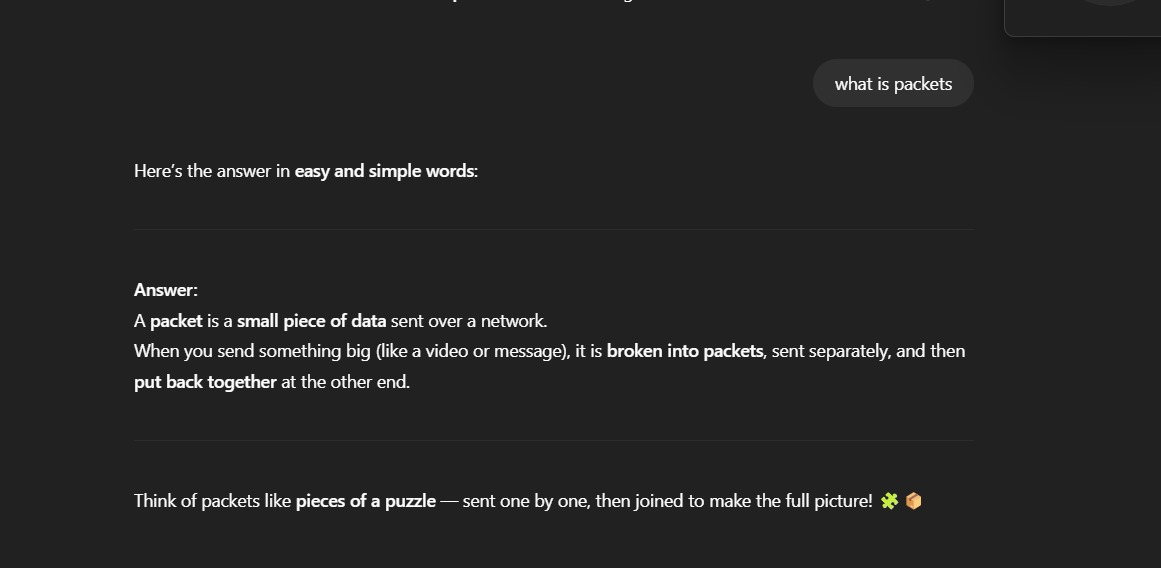 what is packets
Here’s the answer in easy and simple words:
Answer:
A packet is a small piece of data sent over a network.
When you send something big (like a video or message), it is broken into packets, sent separately, and then
put back together at the other end.
Think of packets like pieces of a puzzle — sent one by one, then joined to make the full picture! 🧩 📦